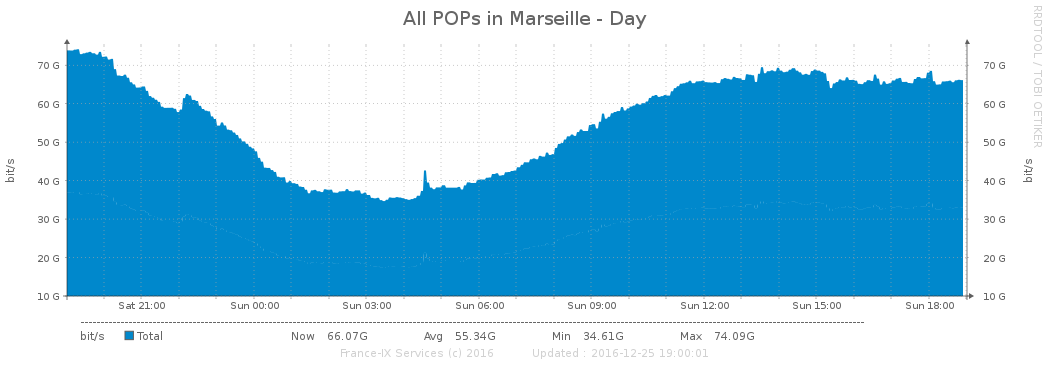 All POPs in Marseille - Day
RRDTOOL / TOBI OETIKER
70 G 70 G
60 G 60 G
50 G 50 G
40 G 40 G
30 G 30 G
20 G 20 G
10 G 10 G
bit/s
bit/s
Sat 21:00 Sun 00:00 Sun 03:00 Sun 06:00 Sun 09:00 Sun 12:00 Sun 15:00 Sun 18:00
bit/s Total Now 66.07G Avg 55.34G Min 34.61G Max 74.09G
France-IX Services (c) 2016 Updated : 2016-12-25 19:00:01